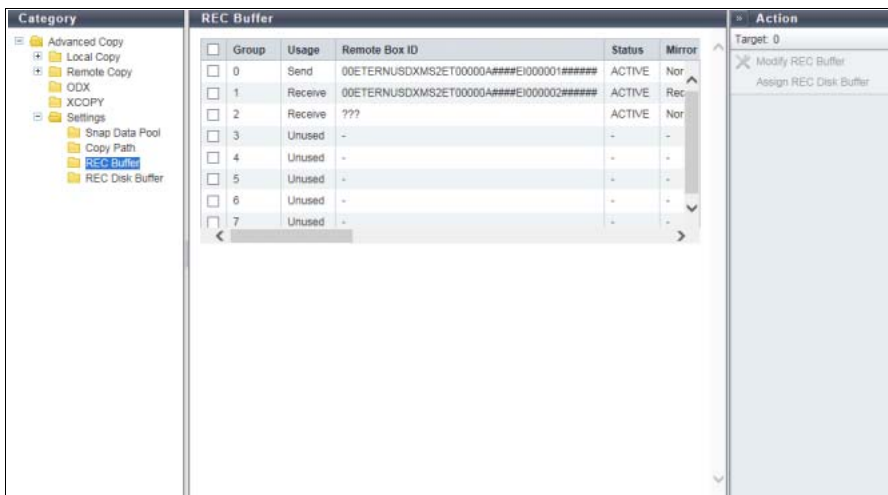 Category
Advanced Copy
Local Copy
Remote Copy
ODX
XCOPY
Settings
Snap Data Pool
Copy Path
REC Buffer
REC Disk Buffer
REC Buffer
Group Usage Remote Box ID Status Mirror
0 Send 00ETERNUSDXMS2ET00000A####EI000001###### ACTIVE Nor
1 Receive 00ETERNUSDXMS2ET00000A####EI000002###### ACTIVE Rec
2 Receive ??? ACTIVE Nor
3 Unused - - -
4 Unused - - -
5 Unused - - -
6 Unused - - -
7 Unused - - -
» Action
Target: 0
Modify REC Buffer
Assign REC Disk Buffer